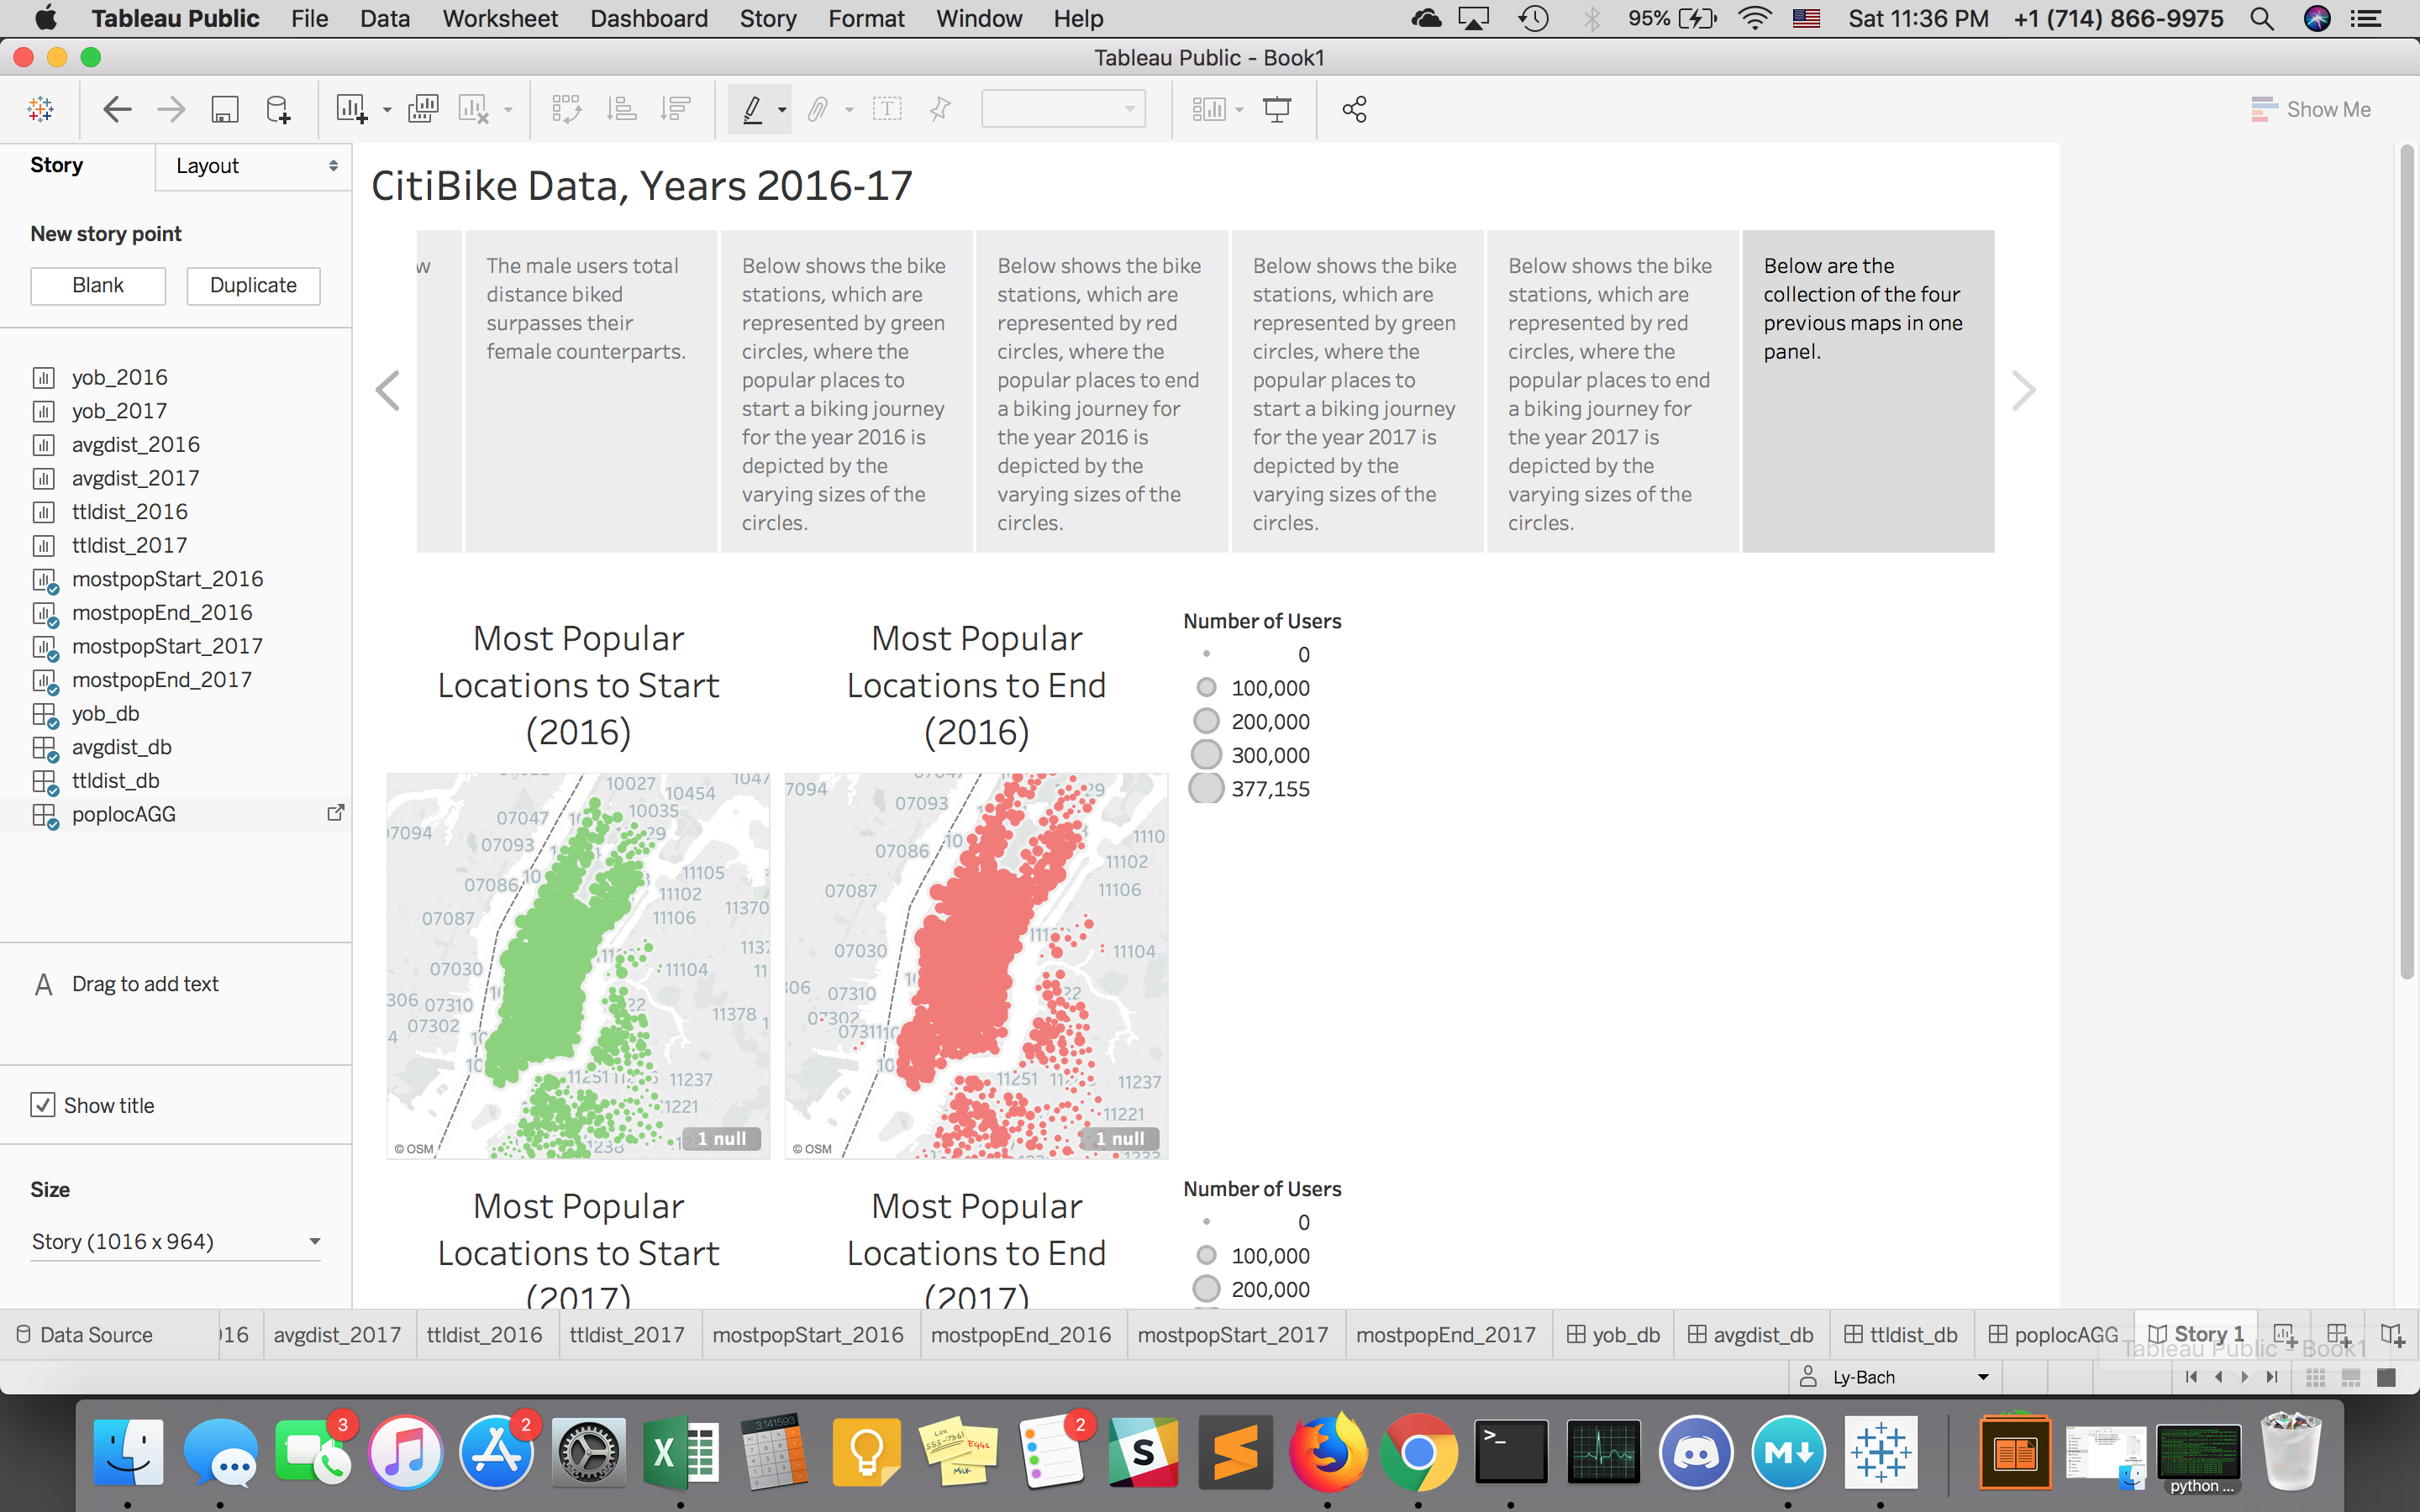 Tableau Public File Data Worksheet Dashboard Story Format Window Help 95% Sat 11:36 PM +1 (714) 866-9975
Tableau Public - Book1
Show Me
Story Layout
New story point
Blank Duplicate
yob_2016
yob_2017
avgdist_2016
avgdist_2017
ttldist_2016
ttldist_2017
mostpopStart_2016
mostpopEnd_2016
mostpopStart_2017
mostpopEnd_2017
yob_db
avgdist_db
ttldist_db
poplocAGG
A Drag to add text
Show title
Size
Story (1016 x 964)
CitiBike Data, Years 2016-17
w
The male users total
distance biked
surpasses their
female counterparts.
Below shows the bike
stations, which are
represented by green
circles, where the
popular places to
start a biking journey
for the year 2016 is
depicted by the
varying sizes of the
circles.
Below shows the bike
stations, which are
represented by red
circles, where the
popular places to end
a biking journey for
the year 2016 is
depicted by the
varying sizes of the
circles.
Below shows the bike
stations, which are
represented by green
circles, where the
popular places to
start a biking journey
for the year 2017 is
depicted by the
varying sizes of the
circles.
Below shows the bike
stations, which are
represented by red
circles, where the
popular places to end
a biking journey for
the year 2017 is
depicted by the
varying sizes of the
circles.
Below are the
collection of the four
previous maps in one
panel.
Most Popular
Locations to Start
(2016)
10027
10454
10035
07047
07094
07093
07086
10
11105
11102
11370
11106
07087
07030
11104
07310
07302
11378
11237
11221
11238
1 null
© OSM
Most Popular
Locations to End
(2016)
7094
07093
1110
07086
11102
11106
07087
07030
11104
07310
07302
11251
11237
11221
1 null
© OSM
Number of Users
0
100,000
200,000
300,000
377,155
Most Popular
Locations to Start
(2017)
Most Popular
Locations to End
(2017)
Number of Users
0
100,000
200,000
Data Source 16 avgdist_2017 ttldist_2016 ttldist_2017 mostpopStart_2016 mostpopEnd_2016 mostpopStart_2017 mostpopEnd_2017 yob_db avgdist_db ttldist_db poplocAGG Story 1
Tableau Public - Book1
Ly-Bach
3
2
3.141593
2
EGGS
MILK
X
S
>_
M
python ...